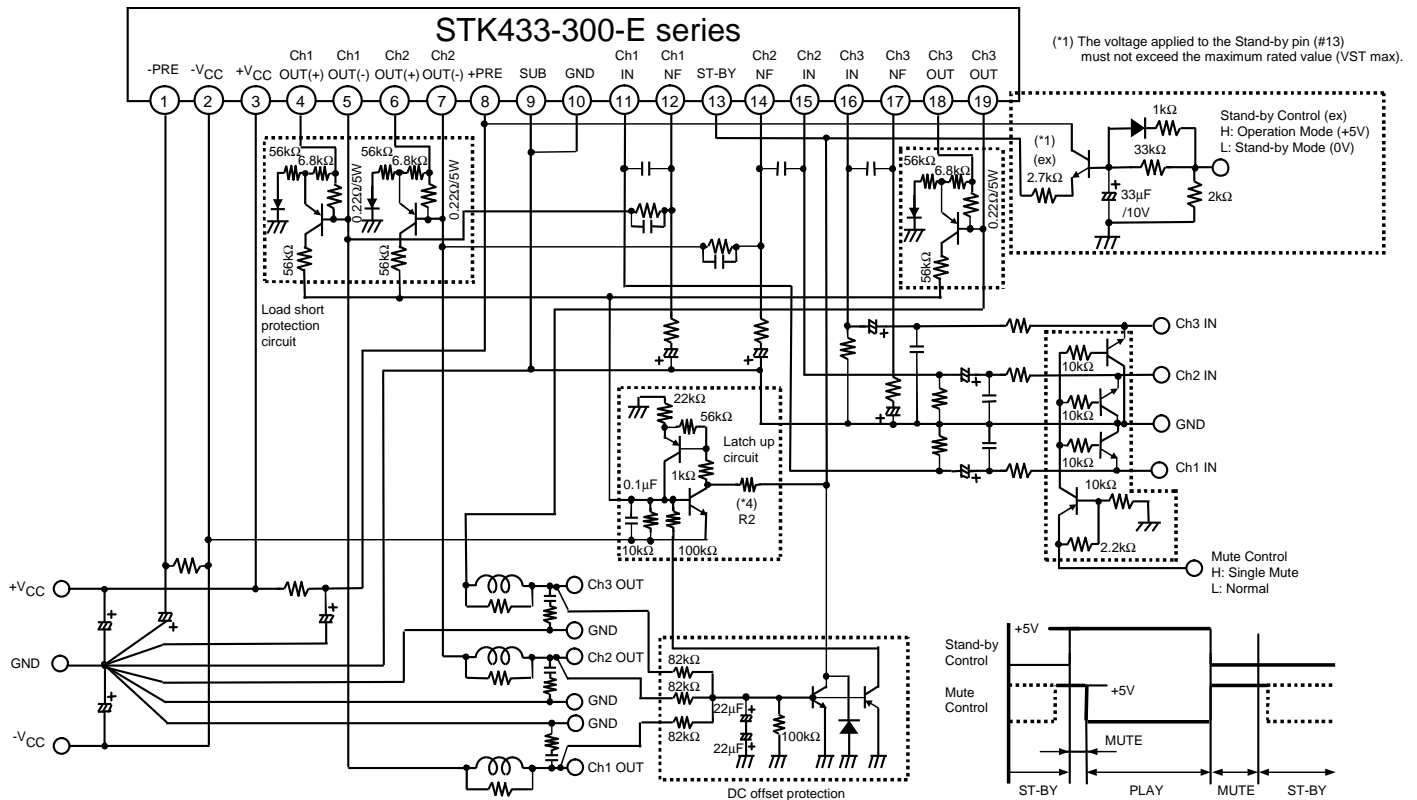 STK433-300-E series
-PRE
-VCC
+VCC
Ch1 OUT(+)
Ch1 OUT(-)
Ch2 OUT(+)
Ch2 OUT(-)
+PRE
SUB
GND
Ch1 IN
Ch1 NF
ST-BY
Ch2 NF
Ch2 IN
Ch3 IN
Ch3 NF
Ch3 OUT
Ch3 OUT
1 2 3 4 5 6 7 8 9 10 11 12 13 14 15 16 17 18 19
(*1) The voltage applied to the Stand-by pin (#13)
must not exceed the maximum rated value (VST max).
Stand-by Control (ex)
H: Operation Mode (+5V)
L: Stand-by Mode (0V)
(*1)
(ex)
2.7kΩ
1kΩ
33kΩ
33µF
/10V
+
2kΩ
56kΩ
6.8kΩ
0.22Ω/5W
56kΩ
56kΩ
6.8kΩ
0.22Ω/5W
56kΩ
56kΩ
6.8kΩ
0.22Ω/5W
56kΩ
Load short
protection
circuit
+
+
+
+
+
+
Ch3 IN
Ch2 IN
GND
Ch1 IN
10kΩ
10kΩ
10kΩ
10kΩ
2.2kΩ
Mute Control
H: Single Mute
L: Normal
22kΩ
56kΩ
Latch up
circuit
1kΩ
0.1µF
(*4)
R2
10kΩ
100kΩ
+VCC
GND
-VCC
+
+
+
+
Ch3 OUT
GND
Ch2 OUT
GND
GND
Ch1 OUT
82kΩ
82kΩ
82kΩ
22µF
+
22µF
+
100kΩ
DC offset protection
Stand-by
Control
+5V
Mute
Control
+5V
MUTE
ST-BY
PLAY
MUTE
ST-BY